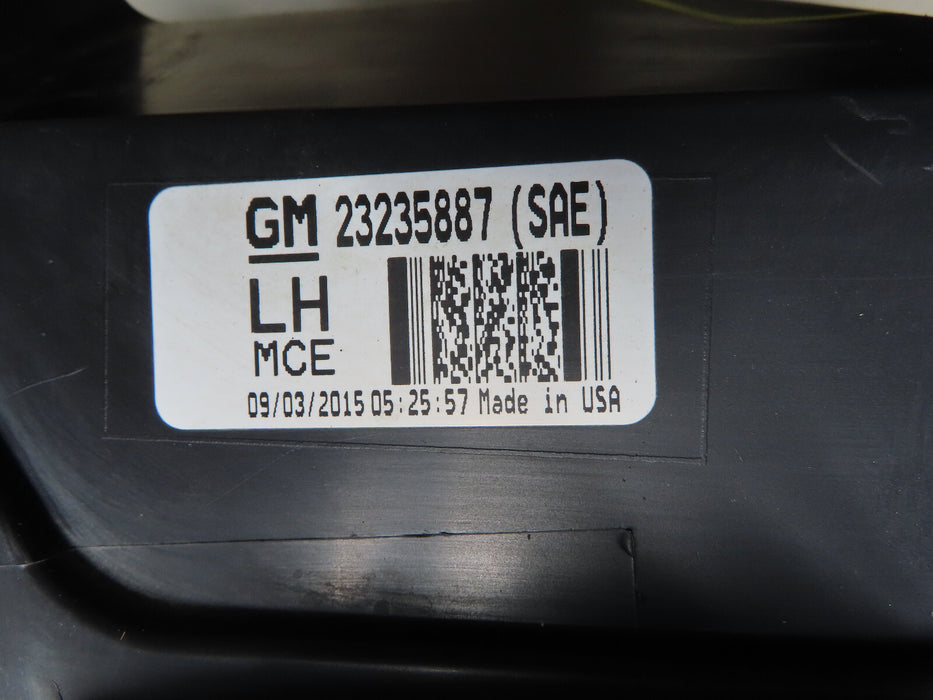 GM 23235887 (SAE)
LH
MCE
09/03/2015 05:25:57 Made in USA